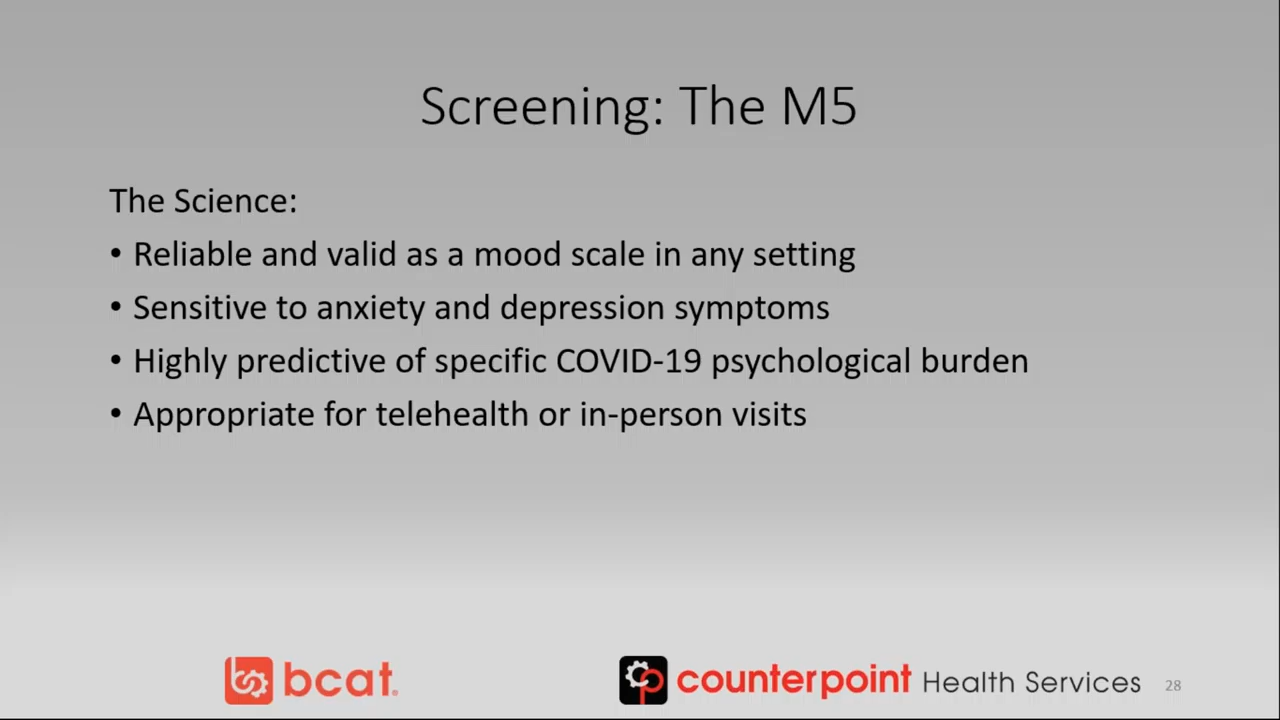 Screening: The M5
The Science:
• Reliable and valid as a mood scale in any setting
• Sensitive to anxiety and depression symptoms
• Highly predictive of specific COVID-19 psychological burden
• Appropriate for telehealth or in-person visits
bcat.
counterpoint Health Services
28